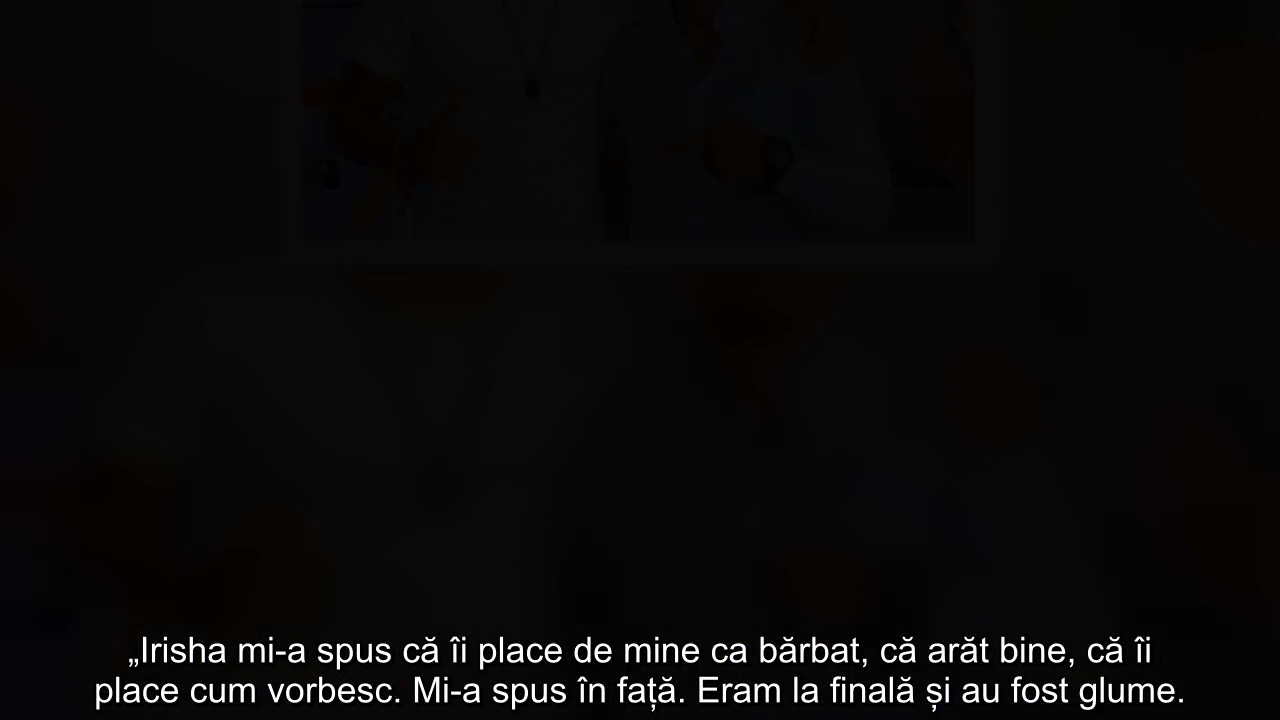 „Irisha mi-a spus că îi place de mine ca bărbat, că arăt bine, că îi
place cum vorbesc. Mi-a spus în față. Eram la finală și au fost glume.